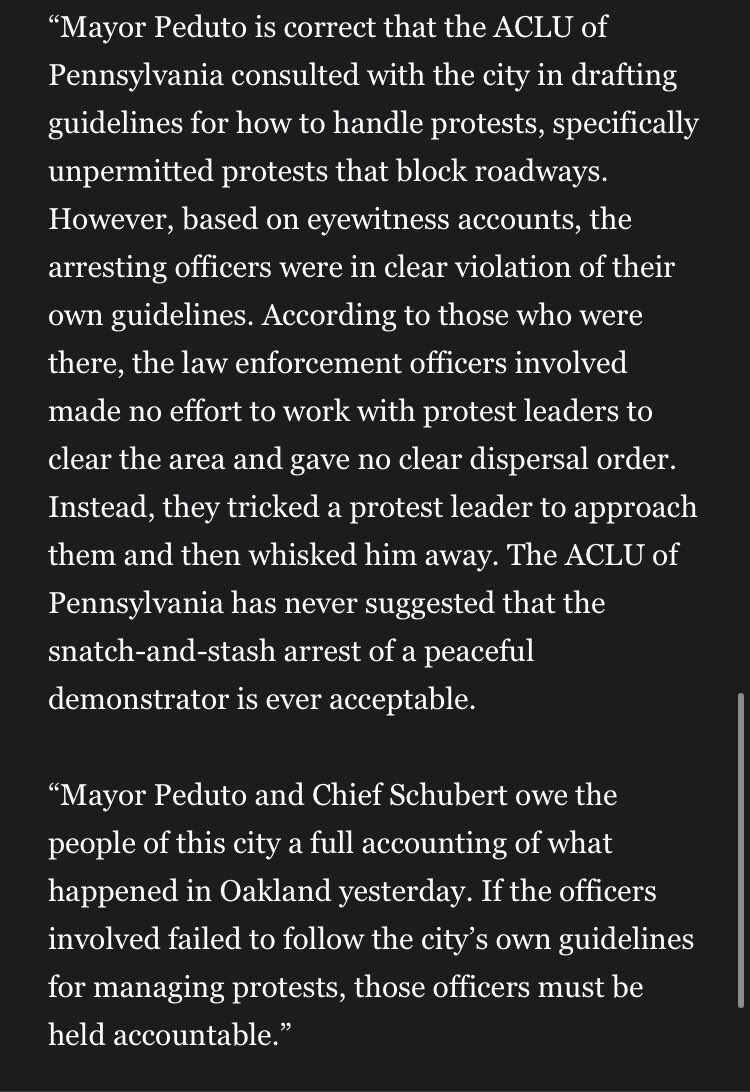 “Mayor Peduto is correct that the ACLU of
Pennsylvania consulted with the city in drafting
guidelines for how to handle protests, specifically
unpermitted protests that block roadways.
However, based on eyewitness accounts, the
arresting officers were in clear violation of their
own guidelines. According to those who were
there, the law enforcement officers involved
made no effort to work with protest leaders to
clear the area and gave no clear dispersal order.
Instead, they tricked a protest leader to approach
them and then whisked him away. The ACLU of
Pennsylvania has never suggested that the
snatch-and-stash arrest of a peaceful
demonstrator is ever acceptable.
“Mayor Peduto and Chief Schubert owe the
people of this city a full accounting of what
happened in Oakland yesterday. If the officers
involved failed to follow the city’s own guidelines
for managing protests, those officers must be
held accountable.”